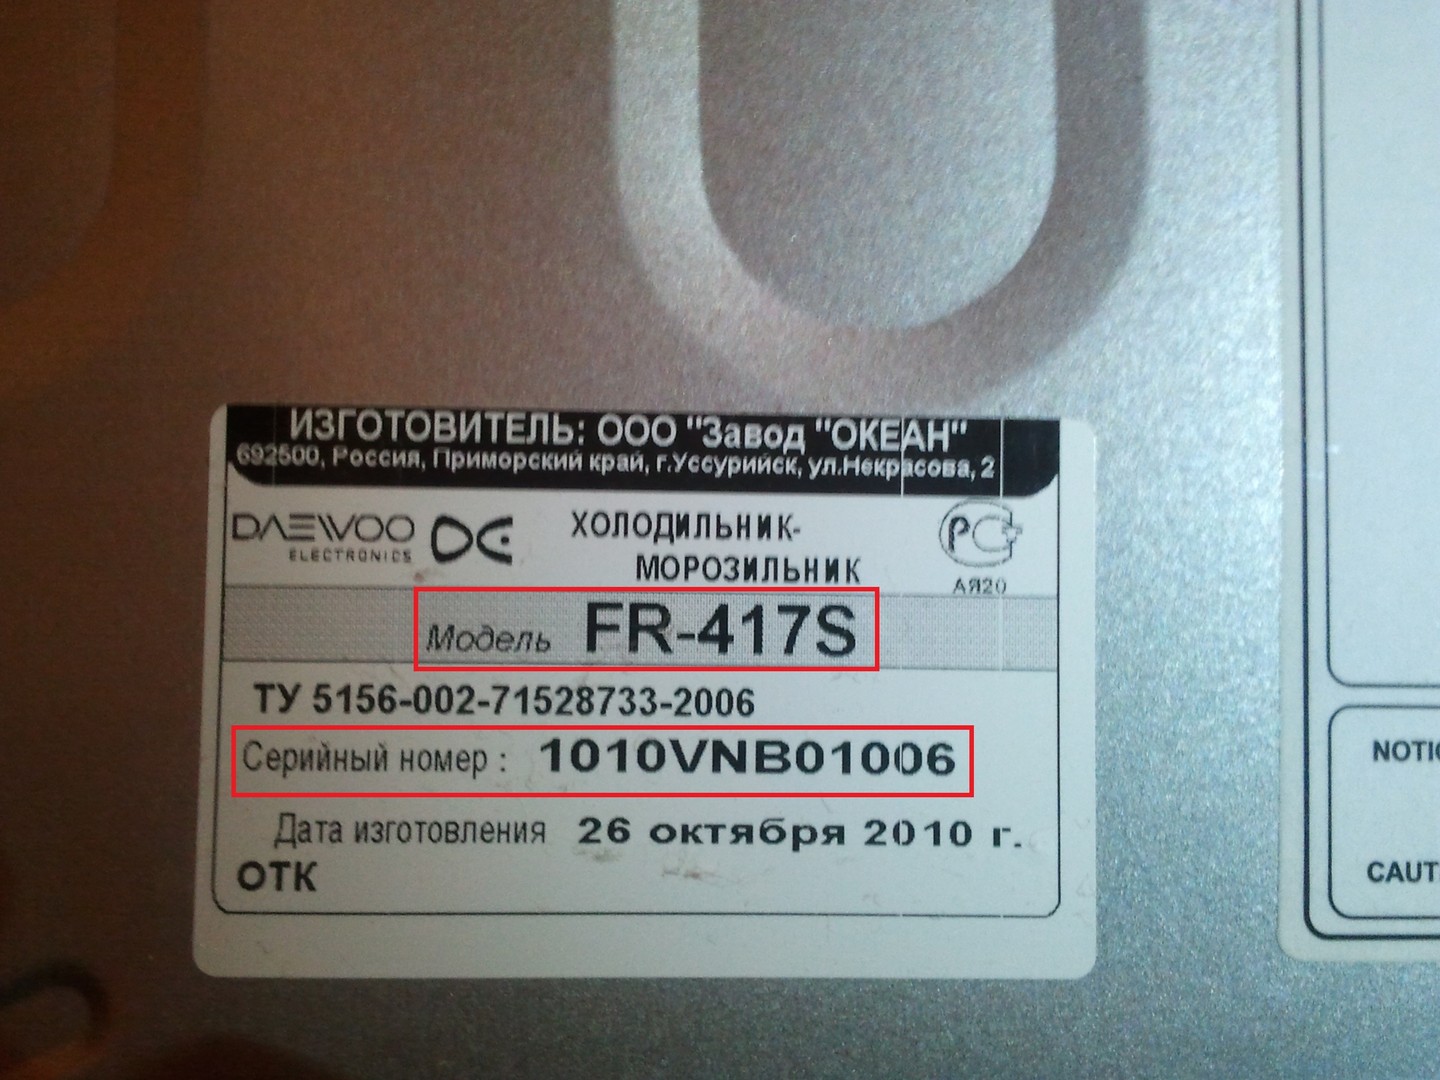 ИЗГОТОВИТЕЛЬ: ООО "Завод "ОКЕАН"
692500, Россия, Приморский край, г.Уссурийск, ул.Некрасова, 2
DAEWOO
ELECTRONICS
ХОЛОДИЛЬНИК-
МОРОЗИЛЬНИК
РСТ
АЯ20
Модель FR-417S
ТУ 5156-002-71528733-2006
Серийный номер : 1010VNB01006
Дата изготовления 26 октября 2010 г.
ОТК
NOTIC
CAUT